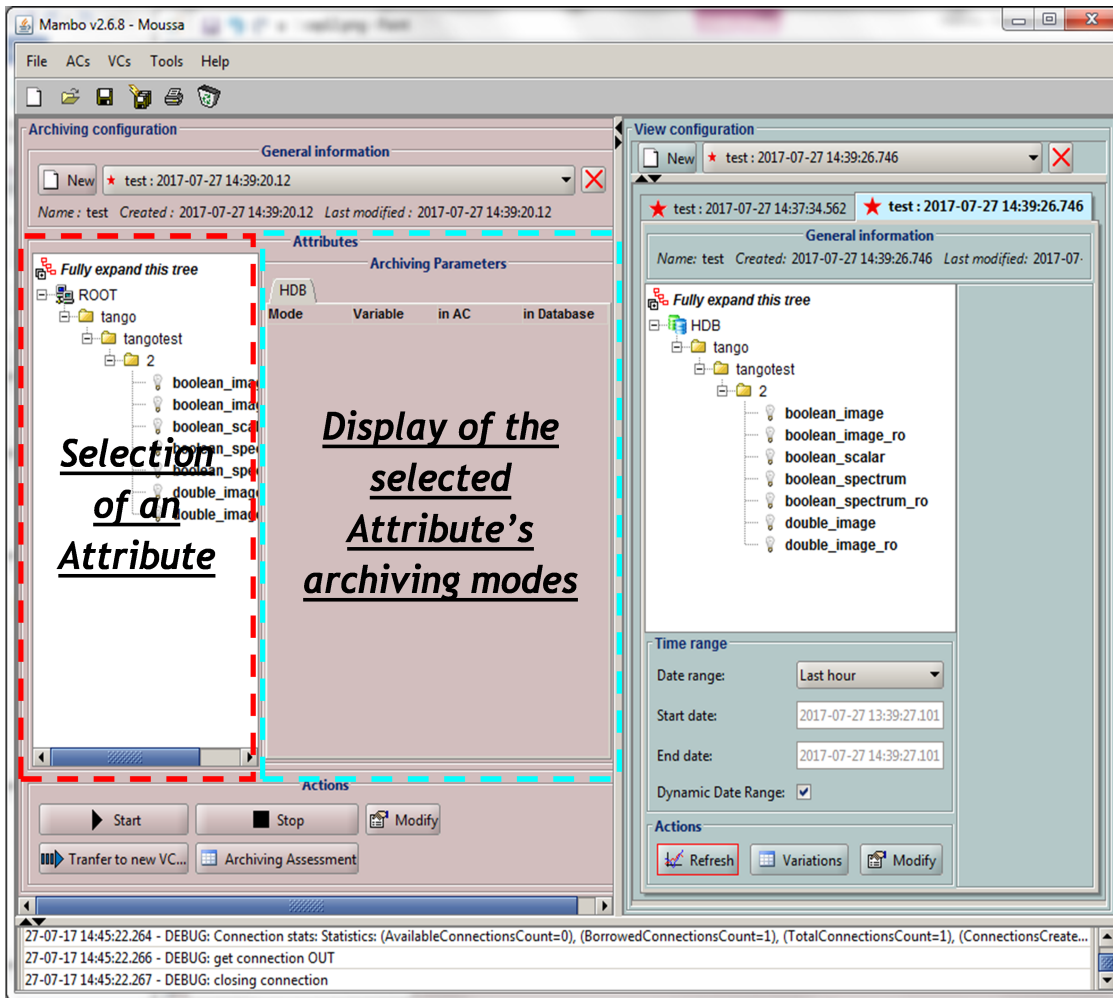 Mambo v2.6.8 - Moussa
File ACs VCs Tools Help
Archiving configuration
General information
New test : 2017-07-27 14:39:20.12
Name : test Created : 2017-07-27 14:39:20.12 Last modified : 2017-07-27 14:39:20.12
Attributes
Fully expand this tree
ROOT
tango
tangotest
2
boolean_imag
boolean_imag
boolean_scal
boolean_spec
boolean_spec
double_image
double_image
Selection
of an
Attribute
Archiving Parameters
HDB
Mode Variable in AC in Database
Display of the
selected
Attribute’s
archiving modes
Actions
Start Stop Modify
Tranfer to new VC... Archiving Assessment
View configuration
New test : 2017-07-27 14:39:26.746
test : 2017-07-27 14:37:34.562 test : 2017-07-27 14:39:26.746
General information
Name: test Created: 2017-07-27 14:39:26.746 Last modified: 2017-07-
Fully expand this tree
HDB
tango
tangotest
2
boolean_image
boolean_image_ro
boolean_scalar
boolean_spectrum
boolean_spectrum_ro
double_image
double_image_ro
Time range
Date range: Last hour
Start date: 2017-07-27 13:39:27.101
End date: 2017-07-27 14:39:27.101
Dynamic Date Range:
Actions
Refresh Variations Modify
27-07-17 14:45:22.264 - DEBUG: Connection stats: Statistics: (AvailableConnectionsCount=0), (BorrowedConnectionsCount=1), (TotalConnectionsCount=1), (ConnectionsCreate...
27-07-17 14:45:22.266 - DEBUG: get connection OUT
27-07-17 14:45:22.267 - DEBUG: closing connection